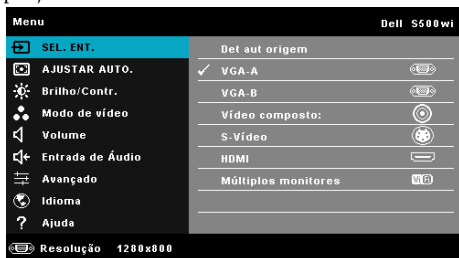 Menu Dell S500wi
SEL. ENT. Det aut origem
AJUSTAR AUTO. VGA-A
Brilho/Contr. VGA-B
Modo de vídeo Vídeo composto:
Volume S-Vídeo
Entrada de Áudio HDMI
Avançado Múltiplos monitores WiFi
Idioma
? Ajuda
Resolução 1280x800